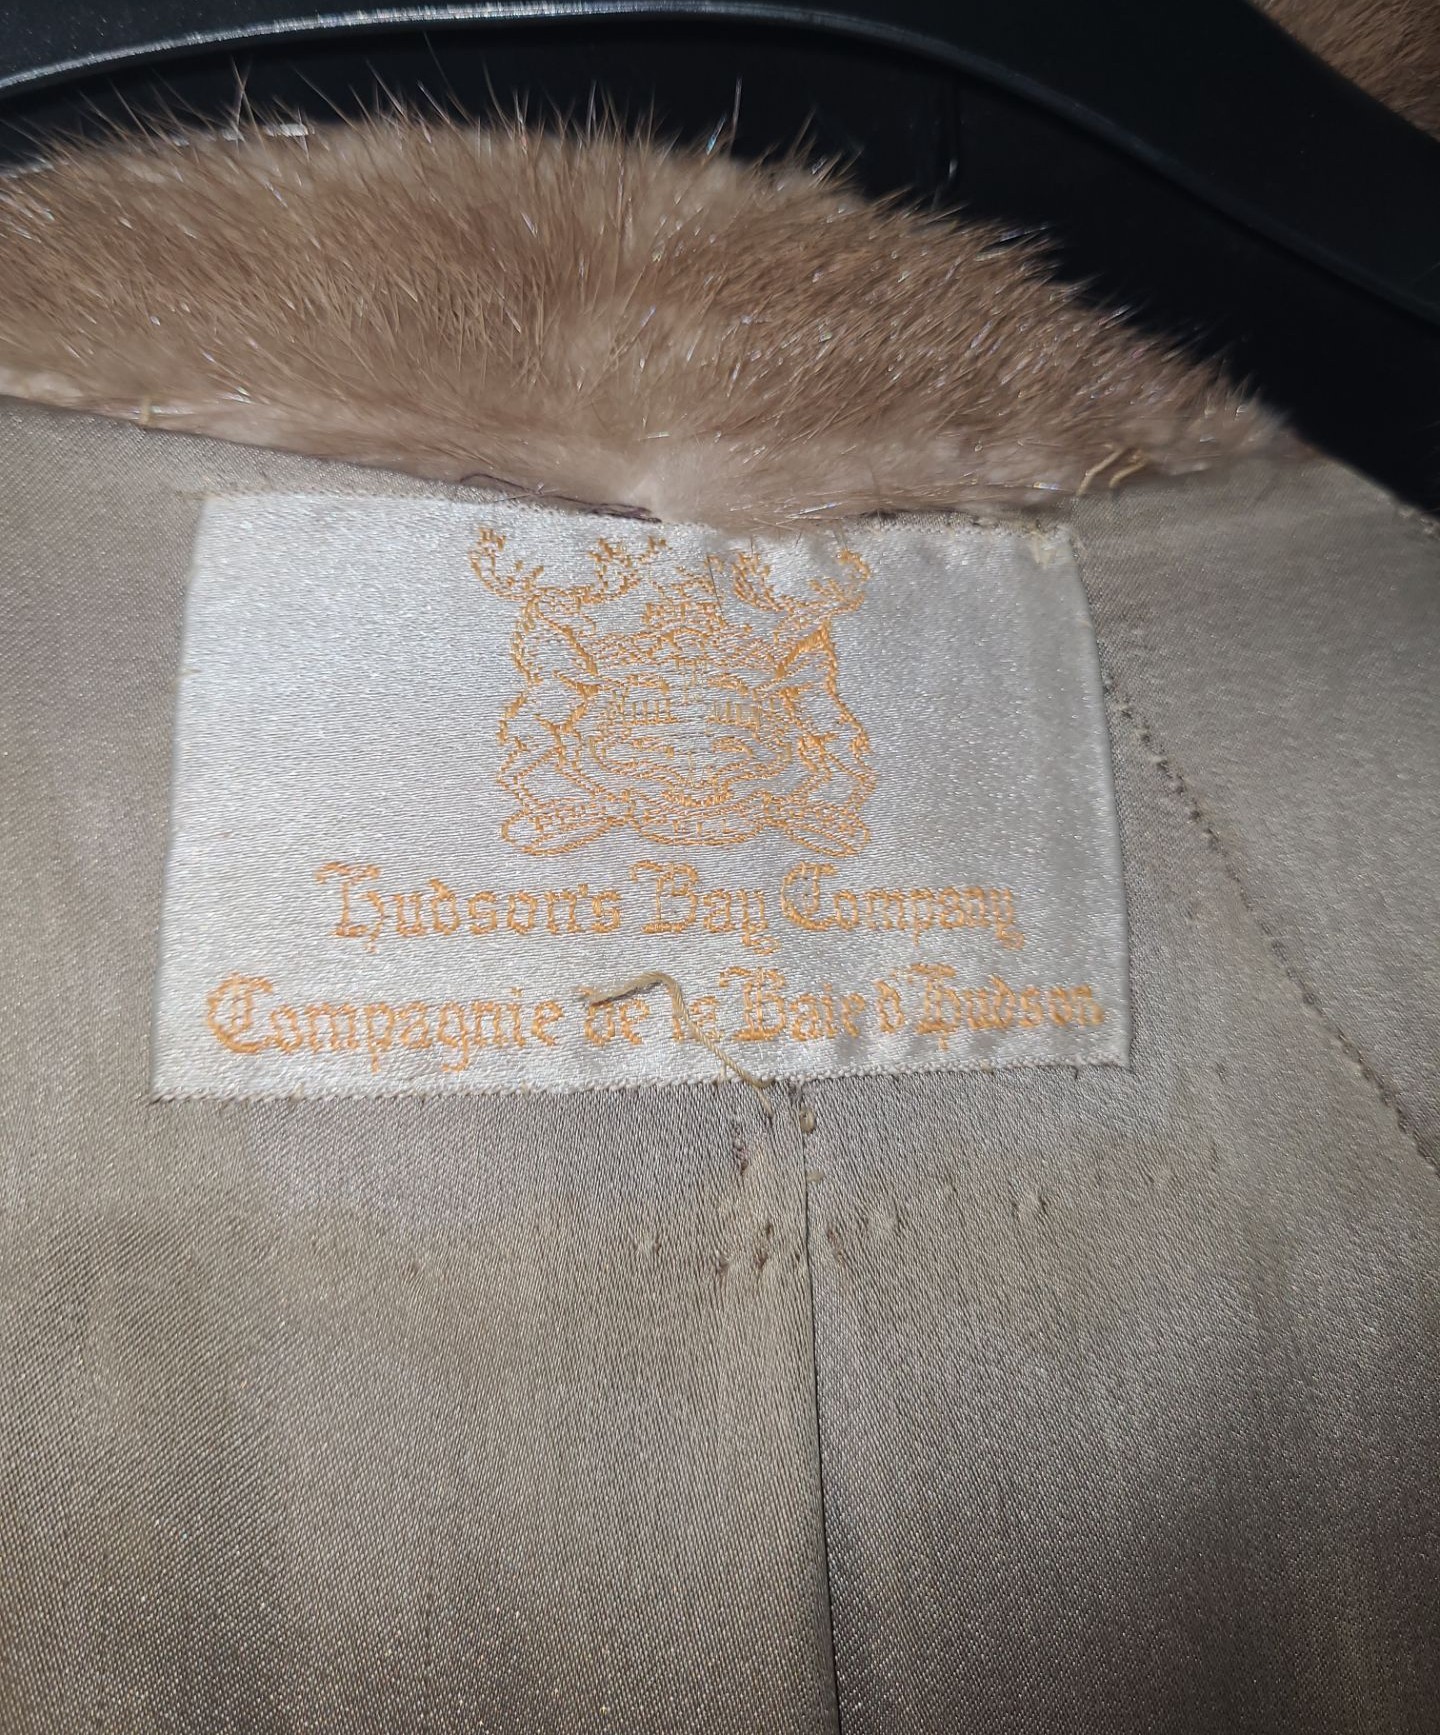 Hudson's Bay Company
Compagnie de la Baie d'Hudson